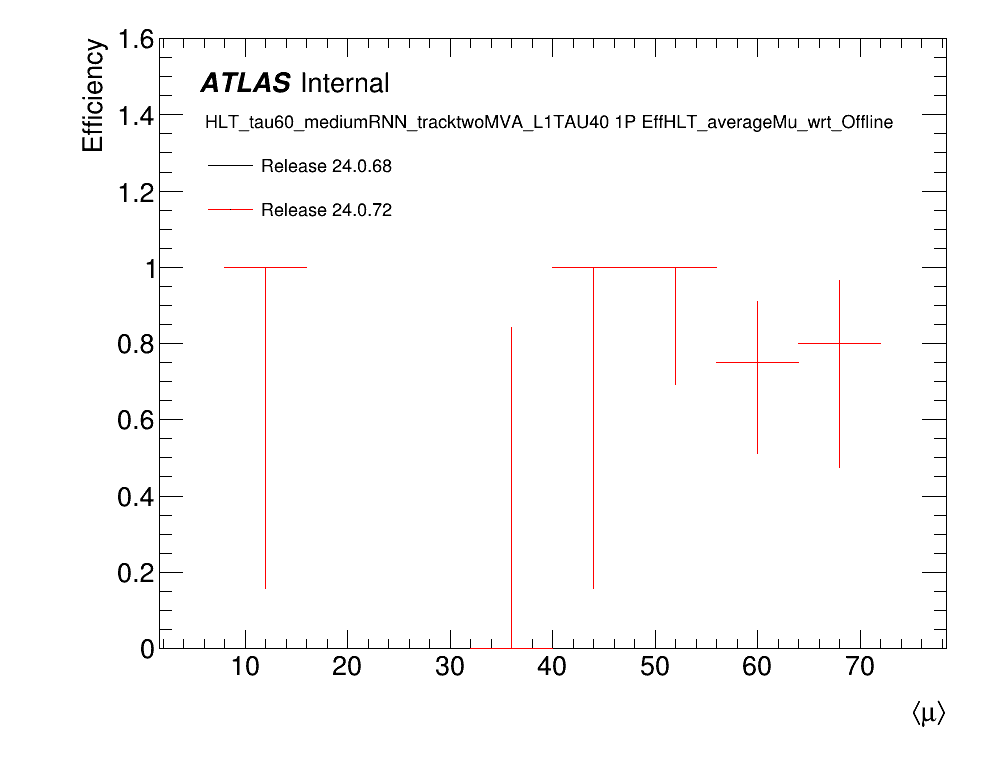 1.6
Efficiency
ATLAS Internal
1.4
HLT_tau60_mediumRNN_tracktwoMVA_L1TAU40 1P EffHLT_averageMu_wrt_Offline
Release 24.0.68
1.2
Release 24.0.72
1
0.8
0.6
0.4
0.2
0
10 20 30 40 50 60 70
⟨μ⟩